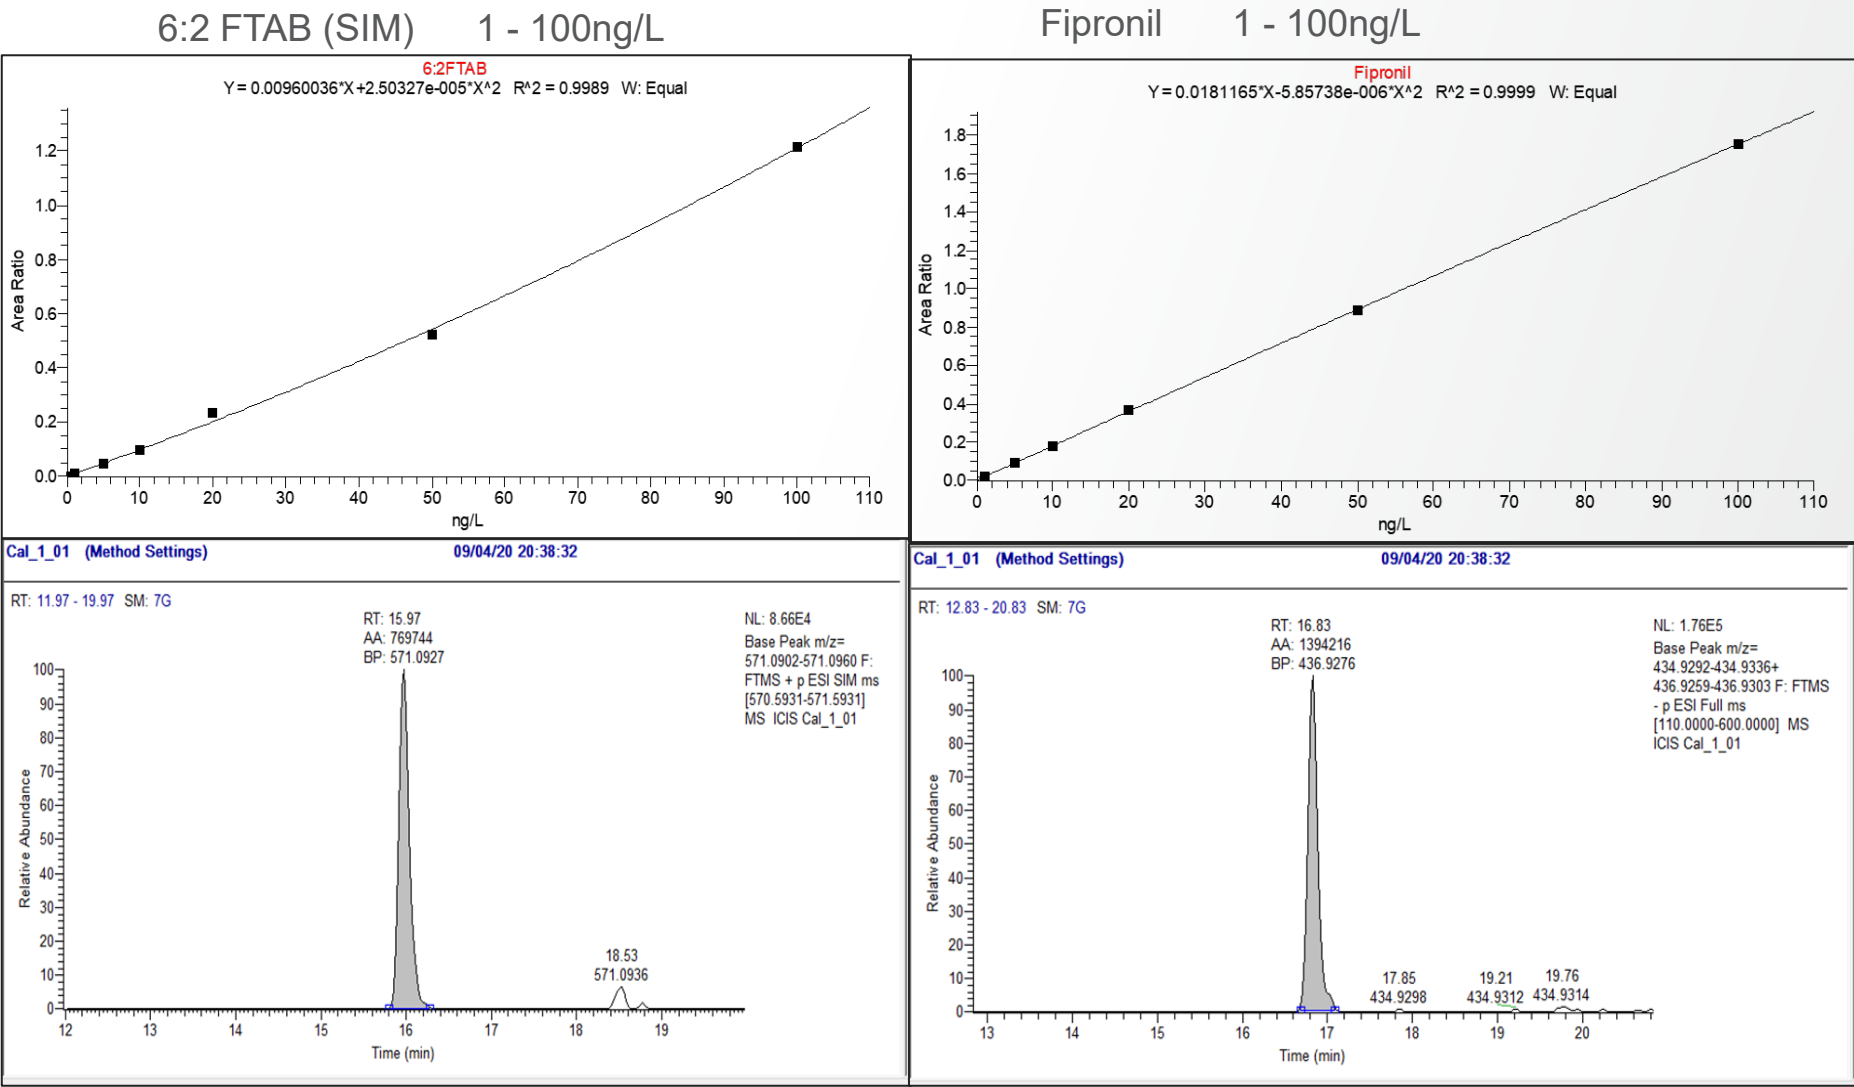 6:2 FTAB (SIM) 1 - 100ng/L
6:2FTAB
Y = 0.00960036*X+2.50327e-005*X^2 R^2 = 0.9989 W: Equal
Area Ratio
1.2
1.0
0.8
0.6
0.4
0.2
0.0
0 10 20 30 40 50 60 70 80 90 100 110
ng/L
Fipronil 1 - 100ng/L
Fipronil
Y = 0.0181165*X-5.85738e-006*X^2 R^2 = 0.9999 W: Equal
Area Ratio
1.8
1.6
1.4
1.2
1.0
0.8
0.6
0.4
0.2
0.0
0 10 20 30 40 50 60 70 80 90 100 110
ng/L
Cal_1_01 (Method Settings) 09/04/20 20:38:32
RT: 11.97 - 19.97 SM: 7G
RT: 15.97
AA: 769744
BP: 571.0927
NL: 8.66E4
Base Peak m/z=
571.0902-571.0960 F:
FTMS + p ESI SIM ms
[570.5931-571.5931]
MS ICIS Cal_1_01
Relative Abundance
100
90
80
70
60
50
40
30
20
10
0
18.53
571.0936
12 13 14 15 16 17 18 19
Time (min)
Cal_1_01 (Method Settings) 09/04/20 20:38:32
RT: 12.83 - 20.83 SM: 7G
RT: 16.83
AA: 1394216
BP: 436.9276
NL: 1.76E5
Base Peak m/z=
434.9292-434.9336+
436.9259-436.9303 F: FTMS
- p ESI Full ms
[110.0000-600.0000] MS
ICIS Cal_1_01
Relative Abundance
100
90
80
70
60
50
40
30
20
10
0
17.85
434.9298
19.21
434.9312
19.76
434.9314
13 14 15 16 17 18 19 20
Time (min)